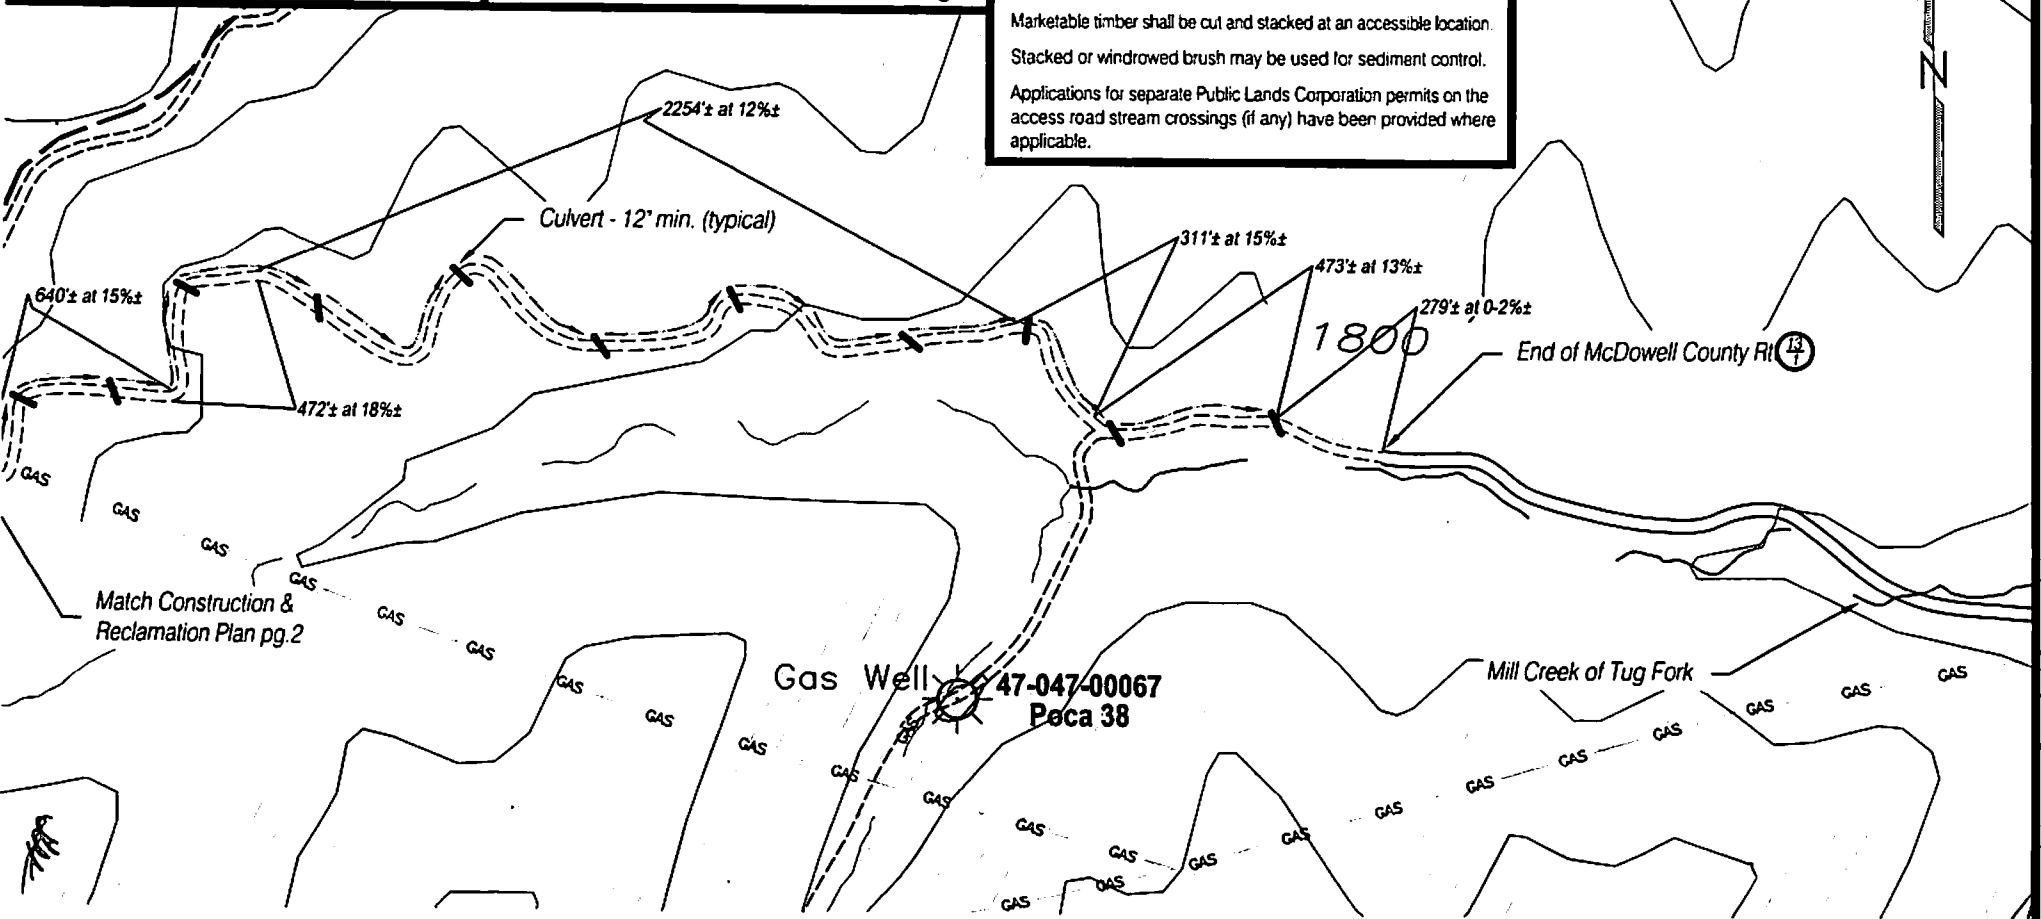 Marketable timber shall be cut and stacked at an accessible location.
Stacked or windrowed brush may be used for sediment control.
Applications for separate Public Lands Corporation permits on the
access road stream crossings (if any) have been provided where
applicable.
N
2254'± at 12%±
Culvert - 12" min. (typical)
311'± at 15%±
473'± at 13%±
640'± at 15%±
279'± at 0-2%±
1800
End of McDowell County Rt
13
1
472'± at 18%±
GAS
GAS
GAS
GAS
GAS
GAS
GAS
GAS
GAS
GAS
GAS
GAS
GAS
Match Construction &
Reclamation Plan pg.2
Gas Well
47-047-00067
Poca 38
GAS
Mill Creek of Tug Fork
GAS
GAS
GAS
GAS
GAS
GAS
GAS
GAS
GAS
GAS
GAS